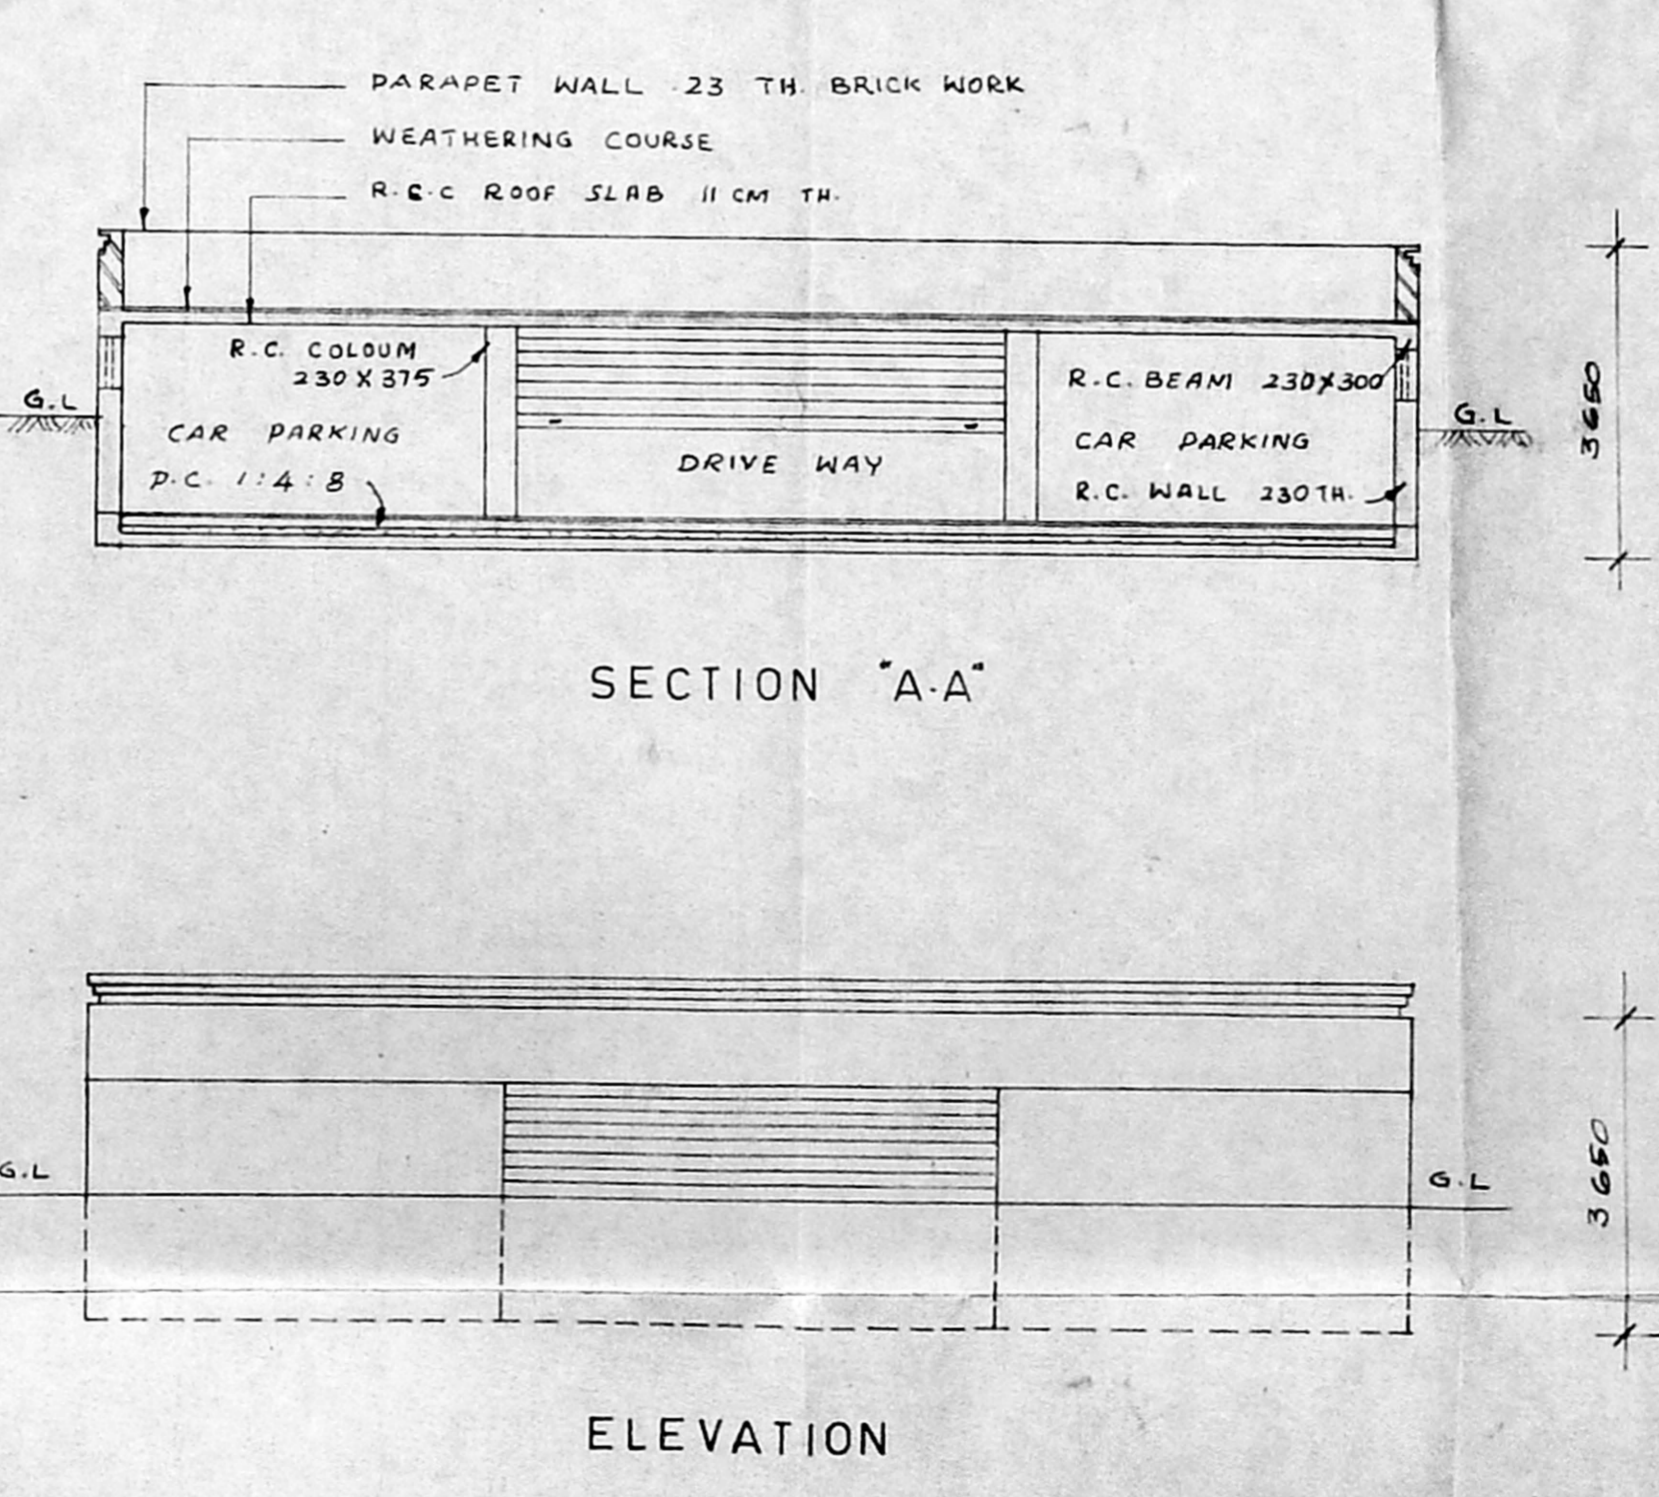 PARAPET WALL 23 TH. BRICK WORK
WEATHERING COURSE
R.C.C ROOF SLAB 11 CM TH.
R.C. COLOUM
230 X 375
R.C. BEAM 230X300
G.L
G.L
CAR PARKING
CAR PARKING
DRIVE WAY
P.C. 1:4:8
R.C. WALL 230TH.
3650
SECTION "A-A"
G.L
G.L
3650
ELEVATION